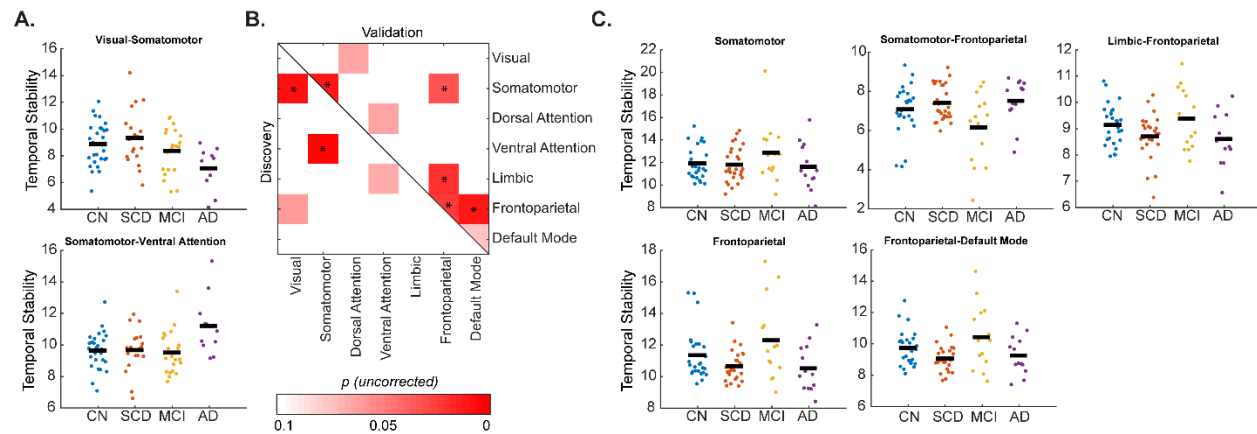 A.
Visual-Somatomotor
Temporal Stability
16
14
12
10
8
6
4
CN SCD MCI AD
Somatomotor-Ventral Attention
Temporal Stability
16
14
12
10
8
6
CN SCD MCI AD
B.
Validation
Discovery
Visual
Somatomotor
Dorsal Attention
Ventral Attention
Limbic
Frontoparietal
Default Mode
* * *
*
*
* *
Visual
Somatomotor
Dorsal Attention
Ventral Attention
Limbic
Frontoparietal
Default Mode
p (uncorrected)
0.1 0.05 0
C.
Somatomotor
Temporal Stability
22
20
18
16
14
12
10
8
CN SCD MCI AD
Somatomotor-Frontoparietal
10
8
6
4
2
CN SCD MCI AD
Limbic-Frontoparietal
12
11
10
9
8
7
6
CN SCD MCI AD
Frontoparietal
Temporal Stability
18
16
14
12
10
8
CN SCD MCI AD
Frontoparietal-Default Mode
16
14
12
10
8
6
CN SCD MCI AD